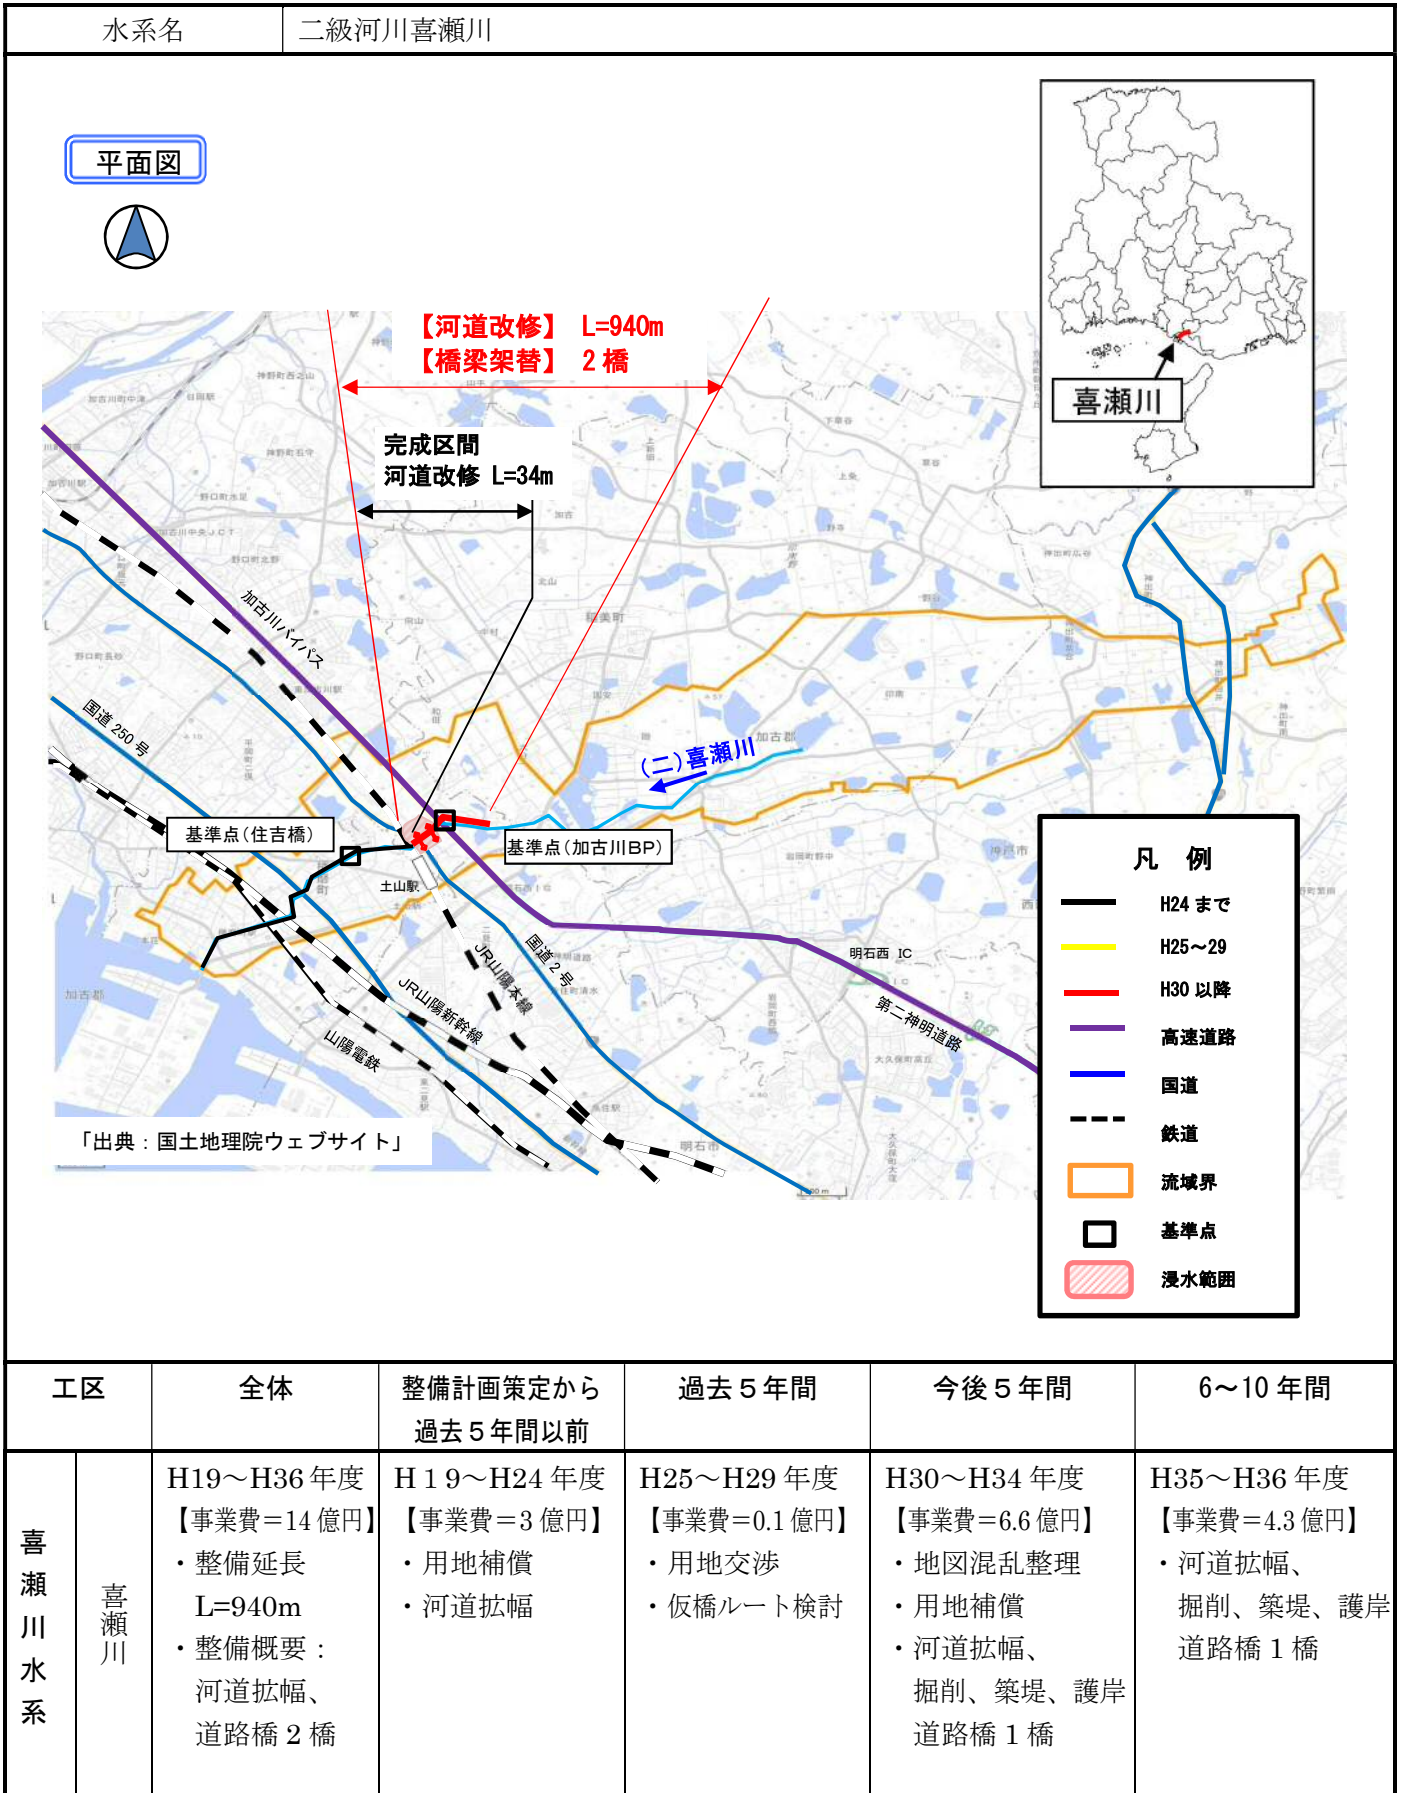 水系名
二級河川喜瀬川
平面図
喜瀬川
【河道改修】 L=940m
【橋梁架替】 2橋
完成区間
河道改修 L=34m
加古川バイパス
国道250号
(二)喜瀬川
加古郡
稲美町
基準点(住吉橋)
基準点(加古川BP)
土山駅
国道2号
JR山陽本線
JR山陽新幹線
山陽電鉄
明石西 IC
第二神明道路
加古郡
明石市
「出典：国土地理院ウェブサイト」
凡 例
H24まで
H25～29
H30以降
高速道路
国道
鉄道
流域界
基準点
浸水範囲
工区
全体
整備計画策定から
過去５年間以前
過去５年間
今後５年間
6～10年間
喜瀬川水系
喜瀬川
H19～H36年度
【事業費＝14億円】
・整備延長
L=940m
・整備概要：
河道拡幅、
道路橋2橋
H１９～H24年度
【事業費＝3億円】
・用地補償
・河道拡幅
H25～H29年度
【事業費＝0.1億円】
・用地交渉
・仮橋ルート検討
H30～H34年度
【事業費＝6.6億円】
・地図混乱整理
・用地補償
・河道拡幅、
掘削、築堤、護岸
道路橋1橋
H35～H36年度
【事業費＝4.3億円】
・河道拡幅、
掘削、築堤、護岸
道路橋1橋